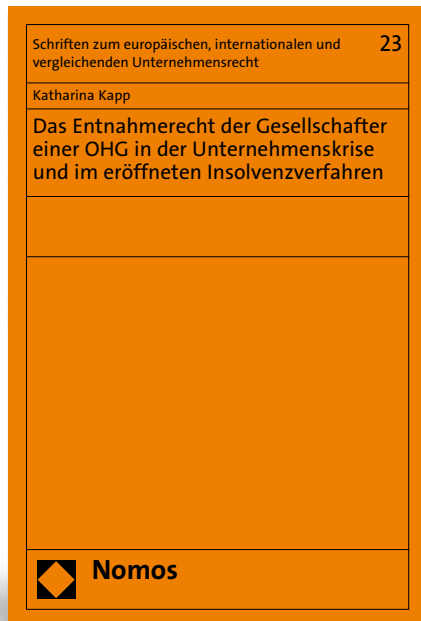 Schriften zum europäischen, internationalen und 23
vergleichenden Unternehmensrecht
Katharina Kapp
Das Entnahmerecht der Gesellschafter
einer OHG in der Unternehmenskrise
und im eröffneten Insolvenzverfahren
Nomos